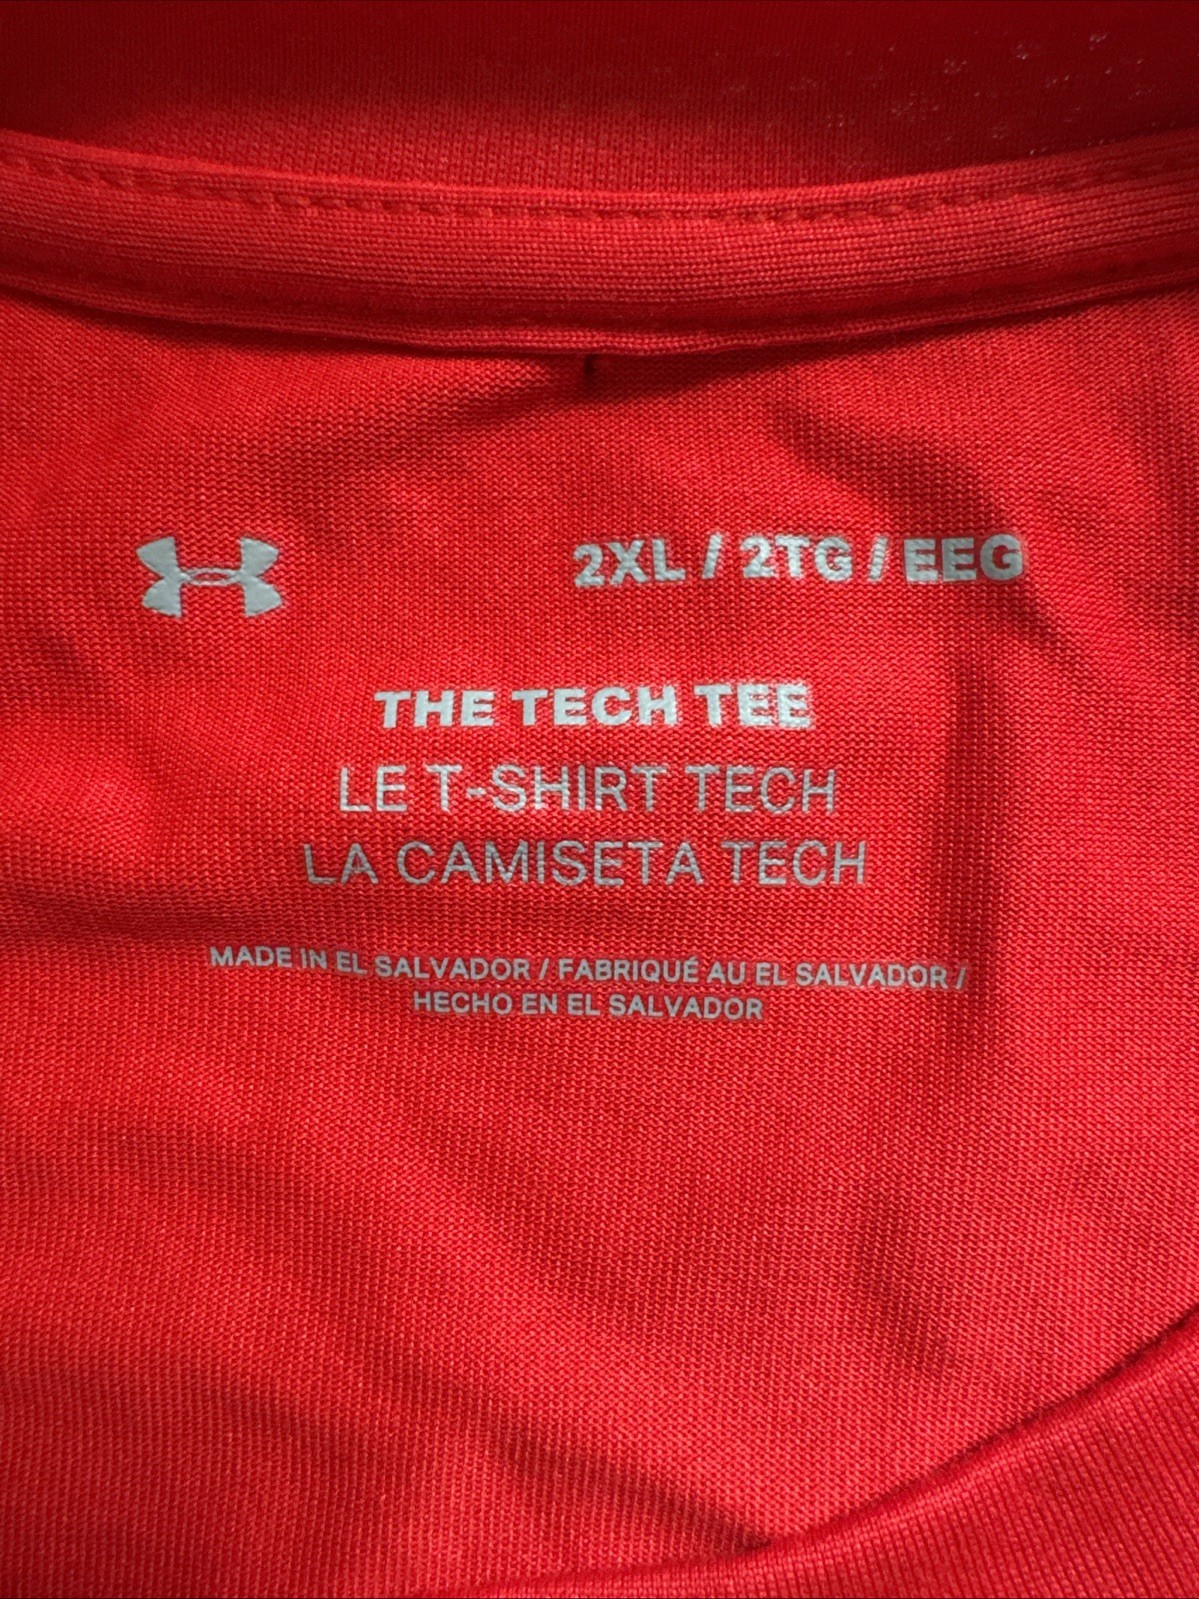 2XL / 2TG / EEG
THE TECH TEE
LE T-SHIRT TECH
LA CAMISETA TECH
MADE IN EL SALVADOR / FABRIQUÉ AU EL SALVADOR /
HECHO EN EL SALVADOR